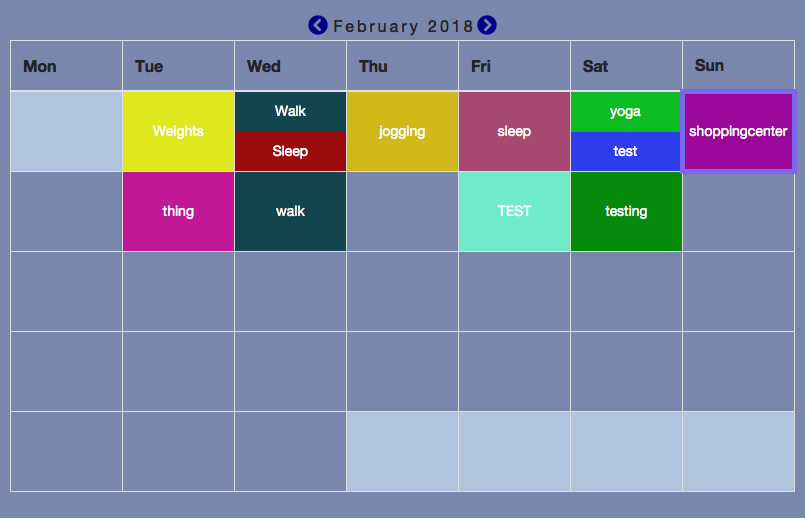 February 2018
Mon Tue Wed Thu Fri Sat Sun
Weights
Walk
Sleep
jogging
sleep
yoga
test
shoppingcenter
thing
walk
TEST
testing